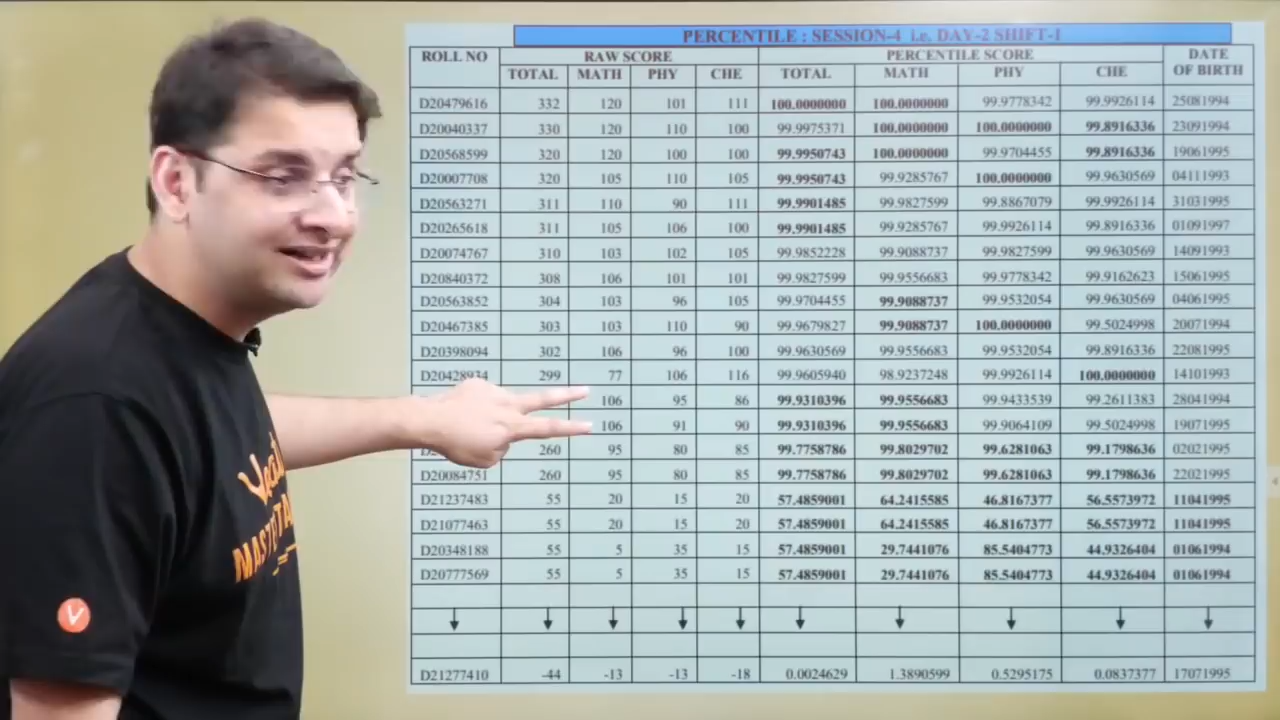 PERCENTILE : SESSION-4 i.e. DAY-2 SHIFT-1
ROLL NO RAW SCORE PERCENTILE SCORE DATE OF BIRTH
TOTAL MATH PHY CHE TOTAL MATH PHY CHE
D20479616 332 120 101 111 100.0000000 100.0000000 99.9778342 99.9926114 25081994
D20040337 330 120 110 100 99.9975371 100.0000000 100.0000000 99.8916336 23091994
D20568599 320 120 100 100 99.9950743 100.0000000 99.9704455 99.8916336 19061995
D20007708 320 105 110 105 99.9950743 99.9285767 100.0000000 99.9630569 04111993
D20563271 311 110 90 111 99.9901485 99.9827599 99.8867079 99.9926114 31031995
D20265618 311 105 106 100 99.9901485 99.9285767 99.9926114 99.8916336 01091997
D20074767 310 103 102 105 99.9852228 99.9088737 99.9827599 99.9630569 14091993
D20840372 308 106 101 101 99.9827599 99.9556683 99.9778342 99.9162623 15061995
D20563852 304 103 96 105 99.9704455 99.9088737 99.9532054 99.9630569 04061995
D20467385 303 103 110 90 99.9679827 99.9088737 100.0000000 99.5024998 20071994
D20398094 302 106 96 100 99.9630569 99.9556683 99.9532054 99.8916336 22081995
D20428934 299 77 106 116 99.9605940 98.9237248 99.9926114 100.0000000 14101993
106 95 86 99.9310396 99.9556683 99.9433539 99.2611383 28041994
106 91 90 99.9310396 99.9556683 99.9064109 99.5024998 19071995
260 95 80 85 99.7758786 99.8029702 99.6281063 99.1798636 02021995
D20084751 260 95 80 85 99.7758786 99.8029702 99.6281063 99.1798636 22021995
D21237483 55 20 15 20 57.4859001 64.2415585 46.8167377 56.5573972 11041995
D21077463 55 20 15 20 57.4859001 64.2415585 46.8167377 56.5573972 11041995
D20348188 55 5 35 15 57.4859001 29.7441076 85.5404773 44.9326404 01061994
D20777569 55 5 35 15 57.4859001 29.7441076 85.5404773 44.9326404 01061994
D21277410 -44 -13 -13 -18 0.0024629 1.3890599 0.5295175 0.0837377 17071995